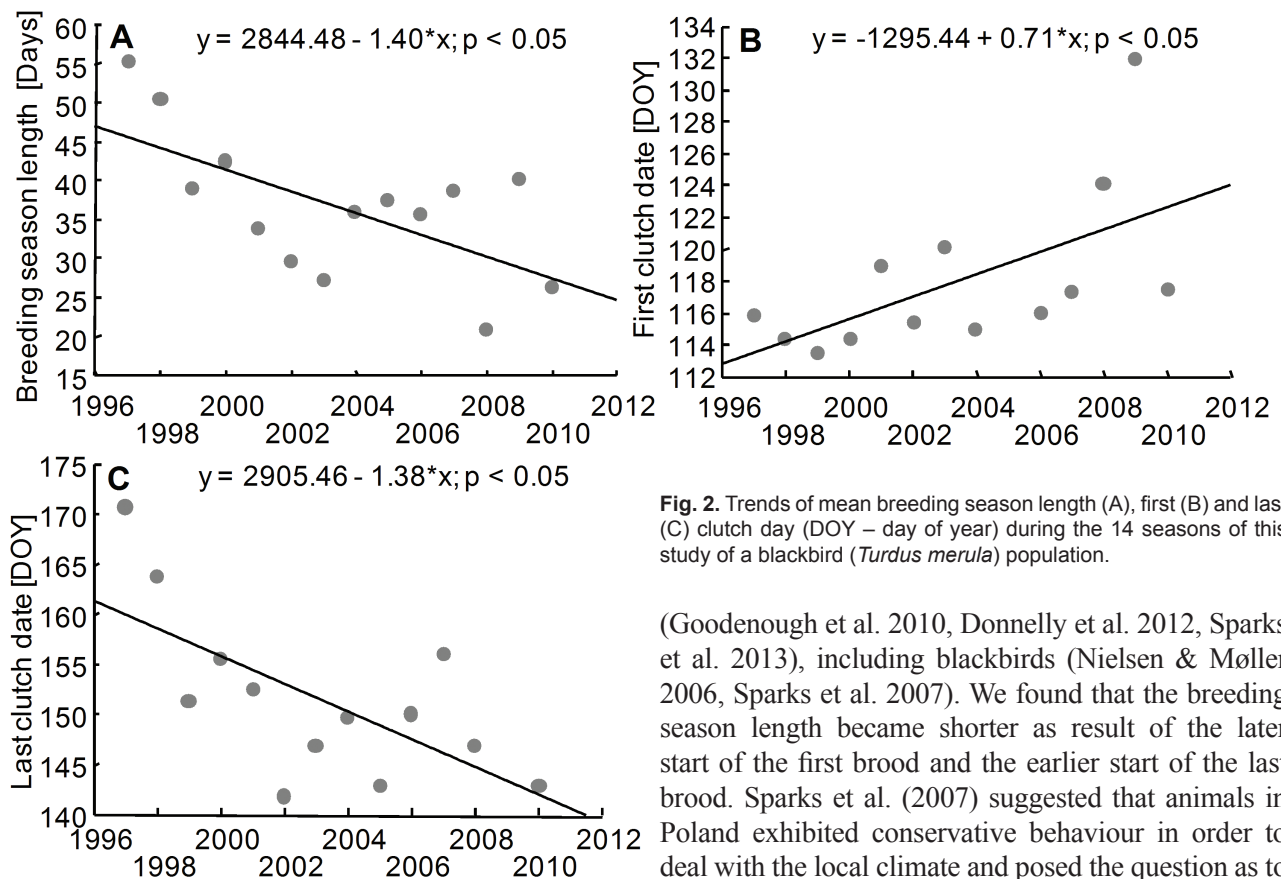 A
y = 2844.48 - 1.40*x; p < 0.05
Breeding season length [Days]
60
55
50
45
40
35
30
25
20
15
1996
1998
2000
2002
2004
2006
2008
2010
2012
B
y = -1295.44 + 0.71*x; p < 0.05
First clutch date [DOY]
134
132
130
128
126
124
122
120
118
116
114
112
1996
1998
2000
2002
2004
2006
2008
2010
2012
C
y = 2905.46 - 1.38*x; p < 0.05
Last clutch date [DOY]
175
170
165
160
155
150
145
140
1996
1998
2000
2002
2004
2006
2008
2010
2012
Fig. 2. Trends of mean breeding season length (A), first (B) and las
(C) clutch day (DOY – day of year) during the 14 seasons of this
study of a blackbird (Turdus merula) population.
(Goodenough et al. 2010, Donnelly et al. 2012, Sparks
et al. 2013), including blackbirds (Nielsen & Møller
2006, Sparks et al. 2007). We found that the breeding
season length became shorter as result of the later
start of the first brood and the earlier start of the last
brood. Sparks et al. (2007) suggested that animals in
Poland exhibited conservative behaviour in order to
deal with the local climate and posed the question as to